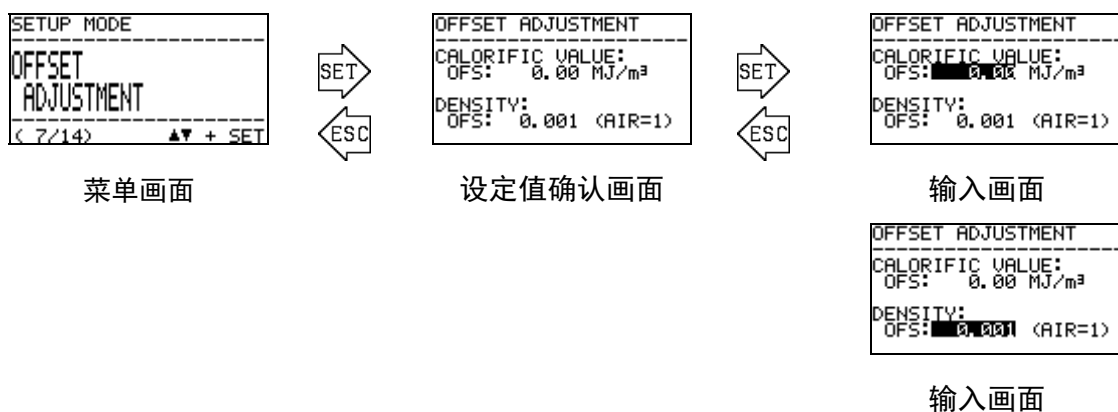 SETUP MODE
OFFSET
ADJUSTMENT
( 7/14) ▲▼ + SET
菜单画面
SET
ESC
OFFSET ADJUSTMENT
CALORIFIC VALUE:
OFS: 0.00 MJ/m³
DENSITY:
OFS: 0.001 (AIR=1)
设定值确认画面
SET
ESC
OFFSET ADJUSTMENT
CALORIFIC VALUE:
OFS: 0.00 MJ/m³
DENSITY:
OFS: 0.001 (AIR=1)
输入画面
OFFSET ADJUSTMENT
CALORIFIC VALUE:
OFS: 0.00 MJ/m³
DENSITY:
OFS: 0.001 (AIR=1)
输入画面